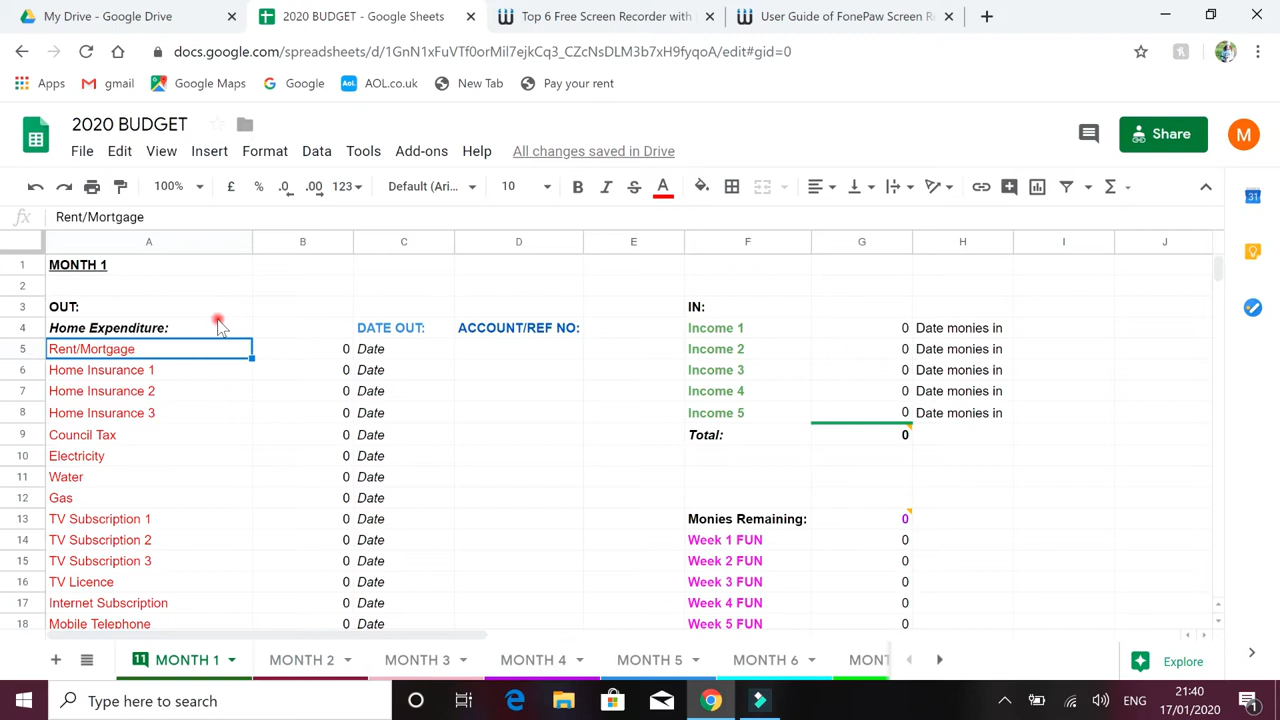 My Drive - Google Drive
2020 BUDGET - Google Sheets
Top 6 Free Screen Recorder with
User Guide of FonePaw Screen R
docs.google.com/spreadsheets/d/1GnN1xFuVTf0orMil7ejkCq3_CZcNsDLM3b7xH9fyqoA/edit#gid=0
Apps gmail Google Maps Google AOL.co.uk New Tab Pay your rent
2020 BUDGET
Share
M
File Edit View Insert Format Data Tools Add-ons Help All changes saved in Drive
100% £ % .0 .00 123 Default (Ari... 10 B I S A Σ
31
fx Rent/Mortgage
A B C D E F G H I J
1 MONTH 1
2
3 OUT: IN:
4 Home Expenditure: DATE OUT: ACCOUNT/REF NO: Income 1 0 Date monies in
5 Rent/Mortgage 0 Date Income 2 0 Date monies in
6 Home Insurance 1 0 Date Income 3 0 Date monies in
7 Home Insurance 2 0 Date Income 4 0 Date monies in
8 Home Insurance 3 0 Date Income 5 0 Date monies in
9 Council Tax 0 Date Total: 0
10 Electricity 0 Date
11 Water 0 Date
12 Gas 0 Date
13 TV Subscription 1 0 Date Monies Remaining: 0
14 TV Subscription 2 0 Date Week 1 FUN 0
15 TV Subscription 3 0 Date Week 2 FUN 0
16 TV Licence 0 Date Week 3 FUN 0
17 Internet Subscription 0 Date Week 4 FUN 0
18 Mobile Telephone 0 Date Week 5 FUN 0
11 MONTH 1 MONTH 2 MONTH 3 MONTH 4 MONTH 5 MONTH 6 MONT Explore
Type here to search
ENG
21:40
17/01/2020
1